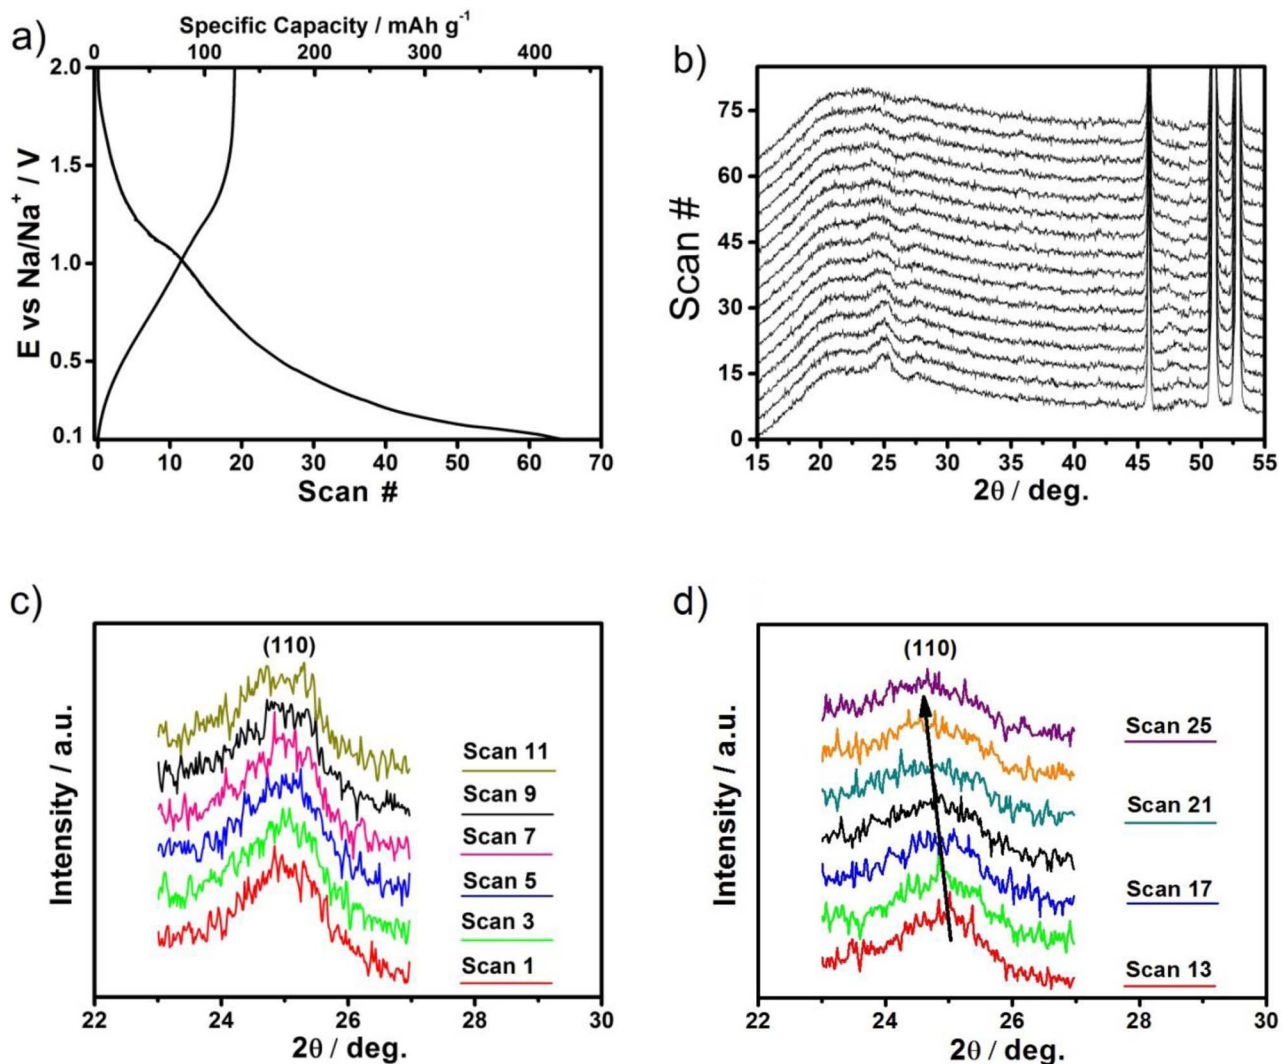 a)
Specific Capacity / mAh g⁻¹
0 100 200 300 400
2.0
1.5
1.0
0.5
0.1
E vs Na/Na⁺ / V
0 10 20 30 40 50 60 70
Scan #
b)
75
60
45
30
15
0
Scan #
15 20 25 30 35 40 45 50 55
2θ / deg.
c)
(110)
Scan 11
Scan 9
Scan 7
Scan 5
Scan 3
Scan 1
Intensity / a.u.
22 24 26 28 30
2θ / deg.
d)
(110)
Scan 25
Scan 21
Scan 17
Scan 13
Intensity / a.u.
22 24 26 28 30
2θ / deg.